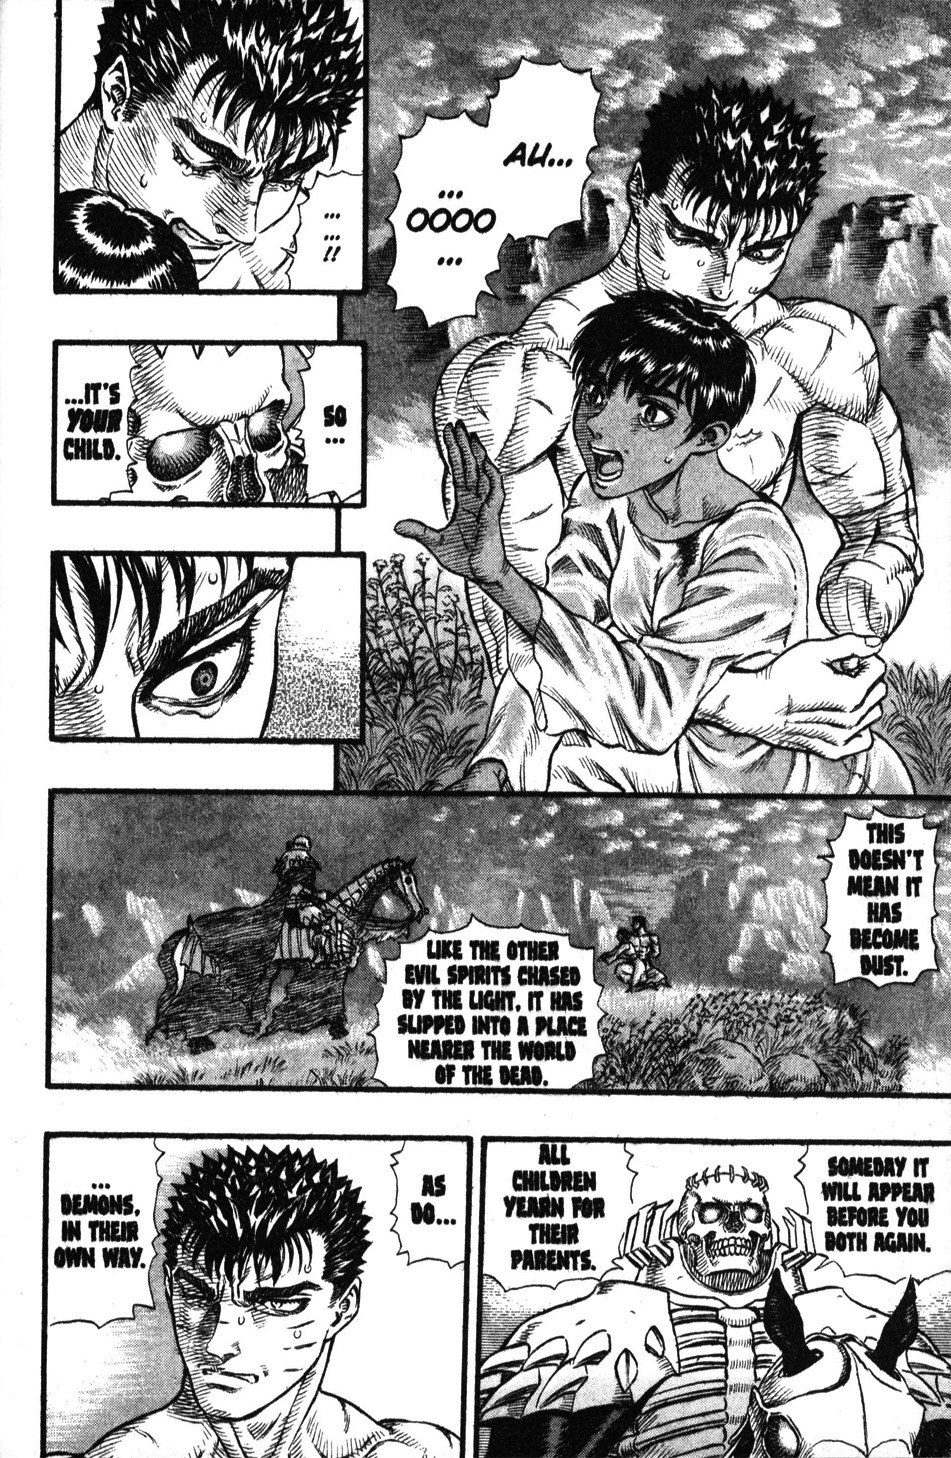 AU...
...
OOOO
...
...
...
!!
SO
...
...IT'S
YOUR
CHILD.
THIS
DOESN'T
MEAN IT
HAS
BECOME
DUST.
LIKE THE OTHER
EVIL SPIRITS CHASED
BY THE LIGHT, IT HAS
SLIPPED INTO A PLACE
NEARER THE WORLD
OF THE DEAD.
SOMEDAY IT
WILL APPEAR
BEFORE YOU
BOTH AGAIN.
ALL
CHILDREN
YEARN FOR
THEIR
PARENTS.
AS
DO...
...
DEMONS,
IN THEIR
OWN WAY.